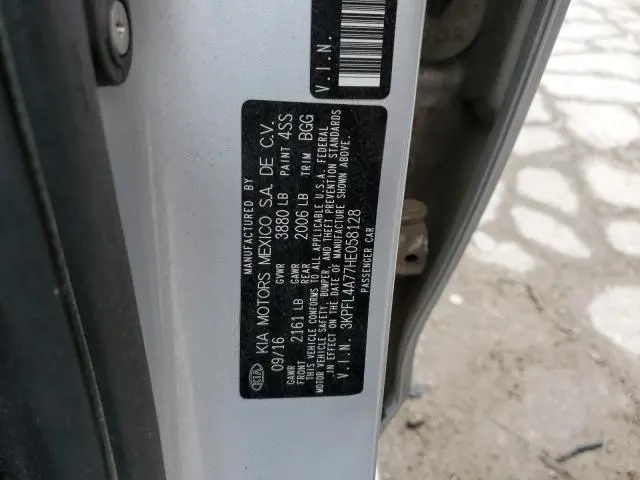 V.I.N.
MANUFACTURED BY
KIA KIA MOTORS MEXICO S.A. DE C.V.
09/16 GVWR 3880 LB PAINT 4SS
GAWR FRONT 2161 LB GAWR REAR 2006 LB TRIM BGG
THIS VEHICLE CONFORMS TO ALL APPLICABLE U.S.A. FEDERAL
MOTOR VEHICLE SAFETY, BUMPER, AND THEFT PREVENTION STANDARDS
IN EFFECT ON THE DATE OF MANUFACTURE SHOWN ABOVE.
V.I.N. 3KPFL4A77HE058128
PASSENGER CAR